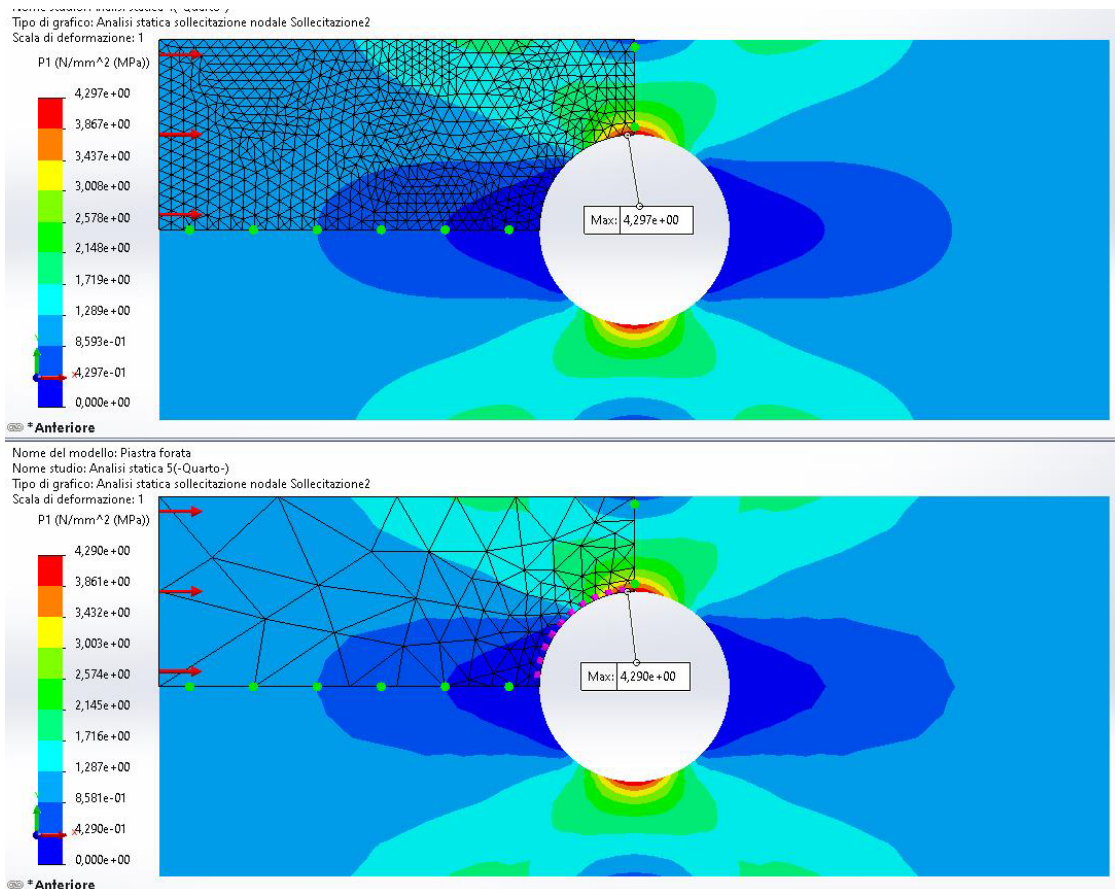 Tipo di grafico: Analisi statica sollecitazione nodale Sollecitazione2
Scala di deformazione: 1
P1 (N/mm^2 (MPa))
4,297e+00
3,867e+00
3,437e+00
3,008e+00
2,578e+00
2,148e+00
1,719e+00
1,289e+00
8,593e-01
4,297e-01
0,000e+00
Max: 4,297e+00
Y
X
*Anteriore
Nome del modello: Piastra forata
Nome studio: Analisi statica 5(-Quarto-)
Tipo di grafico: Analisi statica sollecitazione nodale Sollecitazione2
Scala di deformazione: 1
P1 (N/mm^2 (MPa))
4,290e+00
3,861e+00
3,432e+00
3,003e+00
2,574e+00
2,145e+00
1,716e+00
1,287e+00
8,581e-01
4,290e-01
0,000e+00
Max: 4,290e+00
Y
X
*Anteriore